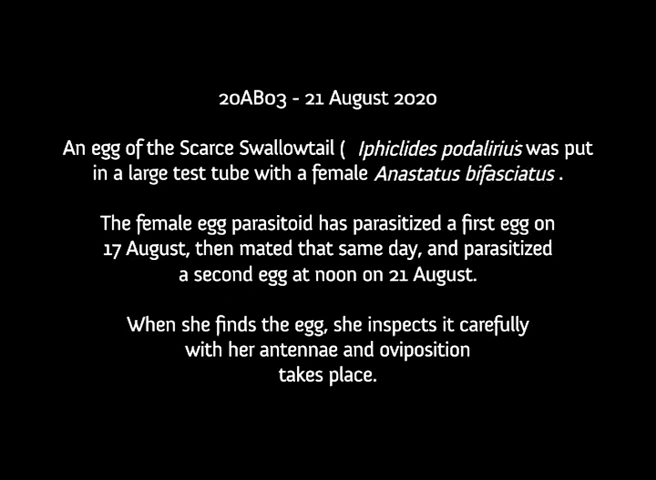 20AB03 - 21 August 2020
An egg of the Scarce Swallowtail ( Iphiclides podalirius was put
in a large test tube with a female Anastatus bifasciatus .
The female egg parasitoid has parasitized a first egg on
17 August, then mated that same day, and parasitized
a second egg at noon on 21 August.
When she finds the egg, she inspects it carefully
with her antennae and oviposition
takes place.